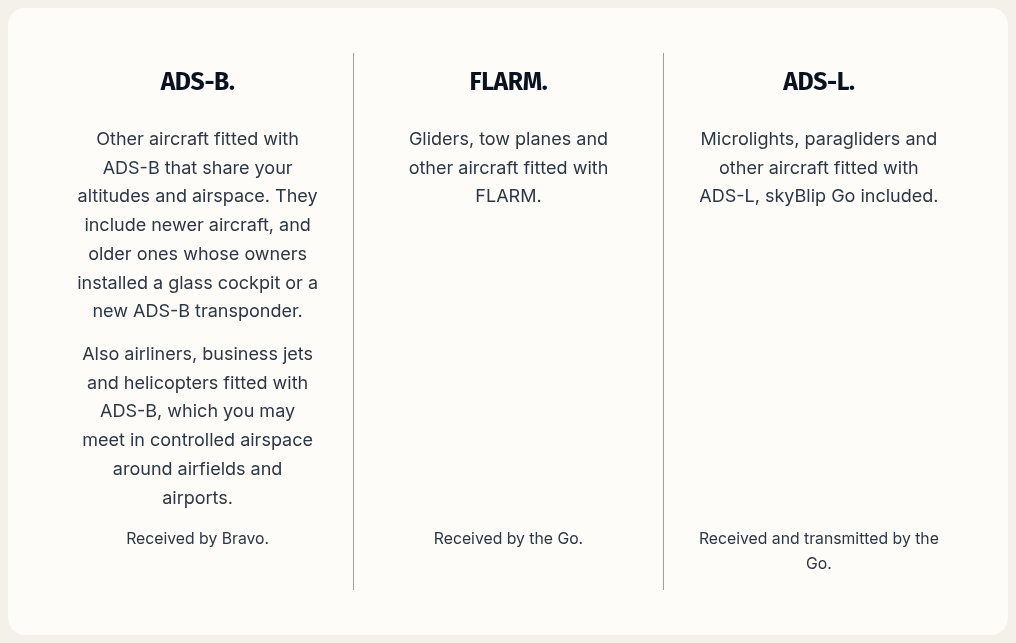 ADS-B.
Other aircraft fitted with
ADS-B that share your
altitudes and airspace. They
include newer aircraft, and
older ones whose owners
installed a glass cockpit or a
new ADS-B transponder.
Also airliners, business jets
and helicopters fitted with
ADS-B, which you may
meet in controlled airspace
around airfields and
airports.
Received by Bravo.
FLARM.
Gliders, tow planes and
other aircraft fitted with
FLARM.
Received by the Go.
ADS-L.
Microlights, paragliders and
other aircraft fitted with
ADS-L, skyBlip Go included.
Received and transmitted by the
Go.